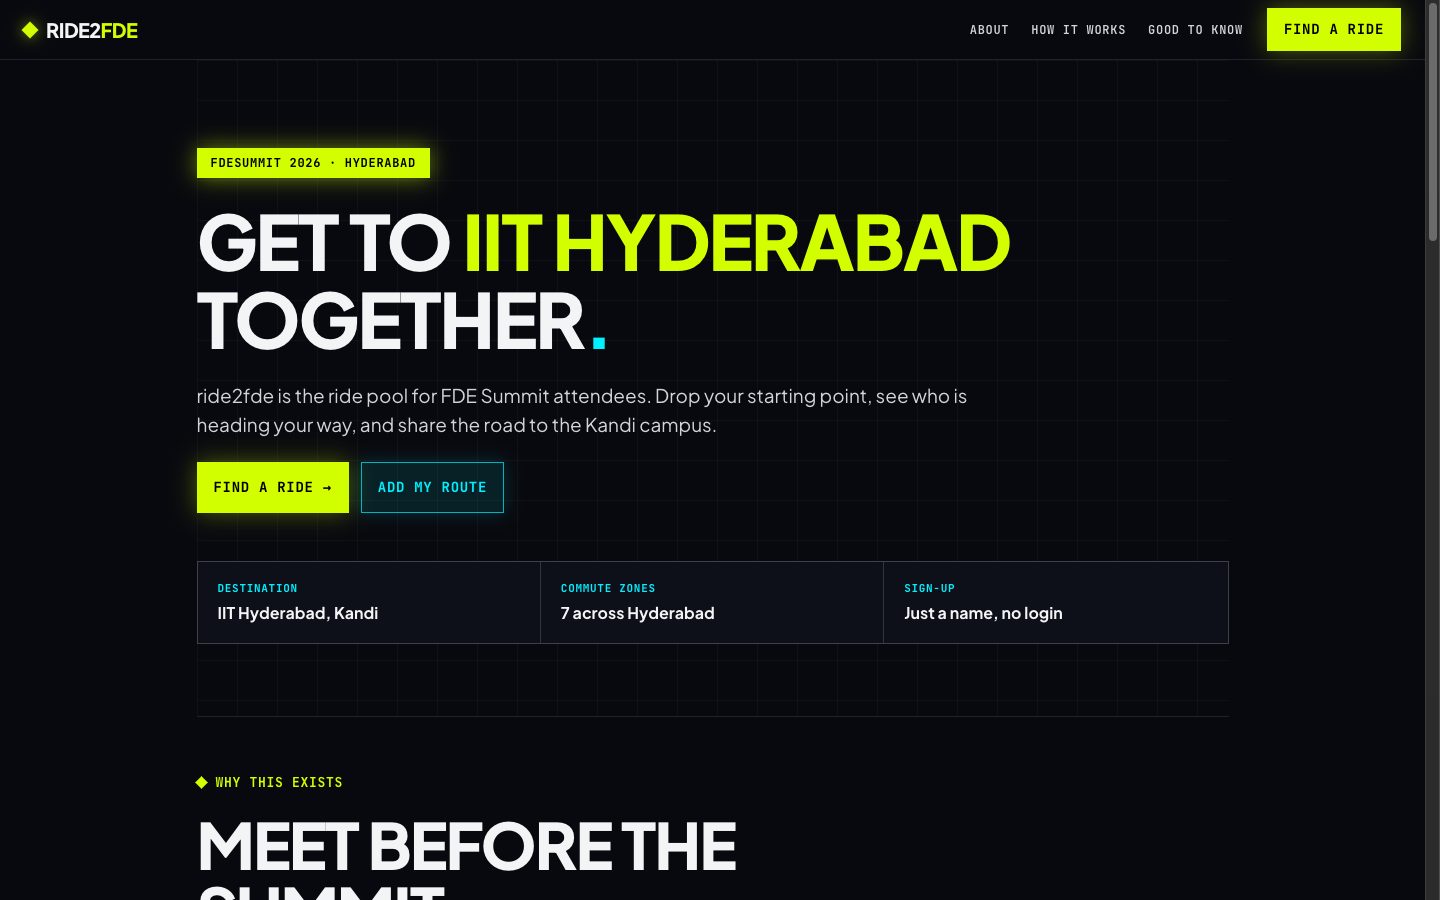 RIDE2FDE
ABOUT
HOW IT WORKS
GOOD TO KNOW
FIND A RIDE
FDESUMMIT 2026 · HYDERABAD
GET TO IIT HYDERABAD
TOGETHER.
ride2fde is the ride pool for FDE Summit attendees. Drop your starting point, see who is
heading your way, and share the road to the Kandi campus.
FIND A RIDE →
ADD MY ROUTE
DESTINATION
IIT Hyderabad, Kandi
COMMUTE ZONES
7 across Hyderabad
SIGN-UP
Just a name, no login
WHY THIS EXISTS
MEET BEFORE THE
SUMMIT